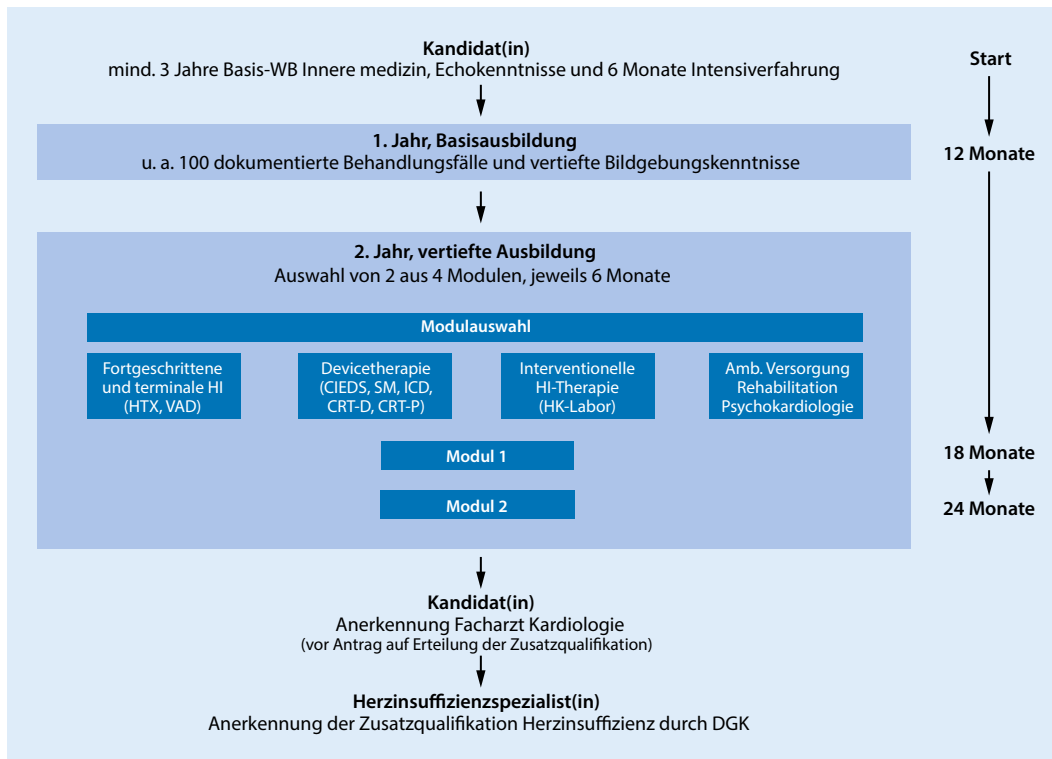 Kandidat(in)
mind. 3 Jahre Basis-WB Innere medizin, Echokenntnisse und 6 Monate Intensiverfahrung
Start
1. Jahr, Basisausbildung
u. a. 100 dokumentierte Behandlungsfälle und vertiefte Bildgebungskenntnisse
12 Monate
2. Jahr, vertiefte Ausbildung
Auswahl von 2 aus 4 Modulen, jeweils 6 Monate
Modulauswahl
Fortgeschrittene
und terminale HI
(HTX, VAD)
Devicetherapie
(CIEDS, SM, ICD,
CRT-D, CRT-P)
Interventionelle
HI-Therapie
(HK-Labor)
Amb. Versorgung
Rehabilitation
Psychokardiologie
Modul 1
18 Monate
Modul 2
24 Monate
Kandidat(in)
Anerkennung Facharzt Kardiologie
(vor Antrag auf Erteilung der Zusatzqualifikation)
Herzinsuffizienzspezialist(in)
Anerkennung der Zusatzqualifikation Herzinsuffizienz durch DGK